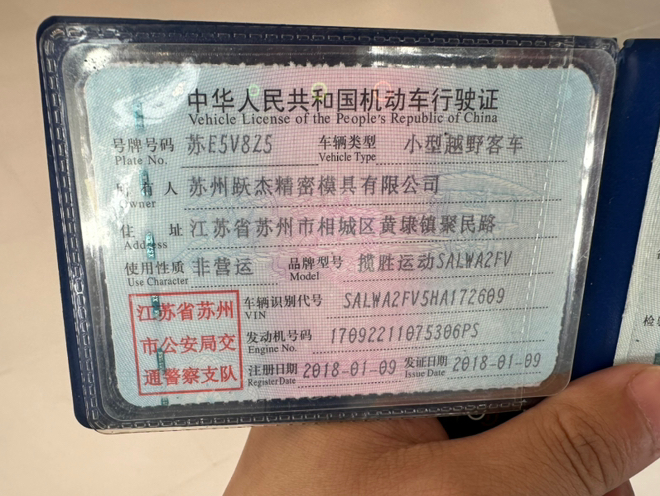 中华人民共和国机动车行驶证
Vehicle License of the People's Republic of China
号牌号码 苏E5V8Z5 车辆类型 小型越野客车
Plate No. Vehicle Type
所有人 苏州跃杰精密模具有限公司
Owner
住址 江苏省苏州市相城区黄埭镇聚民路
Address
使用性质 非营运 品牌型号 揽胜运动SALWA2FV
Use Character Model
江苏省苏州
市公安局交
通警察支队
车辆识别代号 SALWA2FV5HA172609
VIN
发动机号码 17092211075306PS
Engine No.
注册日期 2018-01-09 发证日期 2018-01-09
Register Date Issue Date